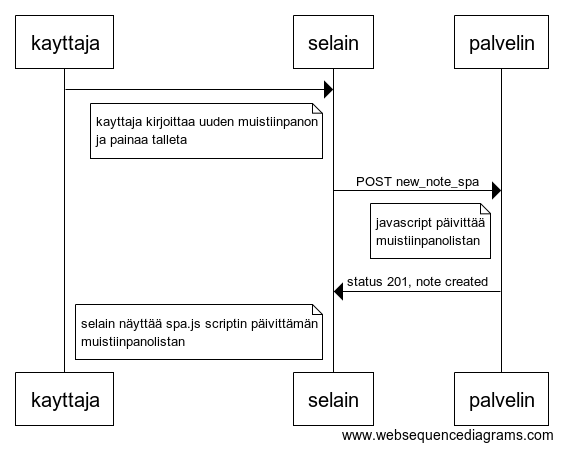 kayttaja
selain
palvelin
kayttaja kirjoittaa uuden muistiinpanon
ja painaa talleta
POST new_note_spa
javascript päivittää
muistiinpanolistan
status 201, note created
selain näyttää spa.js scriptin päivittämän
muistiinpanolistan
kayttaja
selain
palvelin
www.websequencediagrams.com